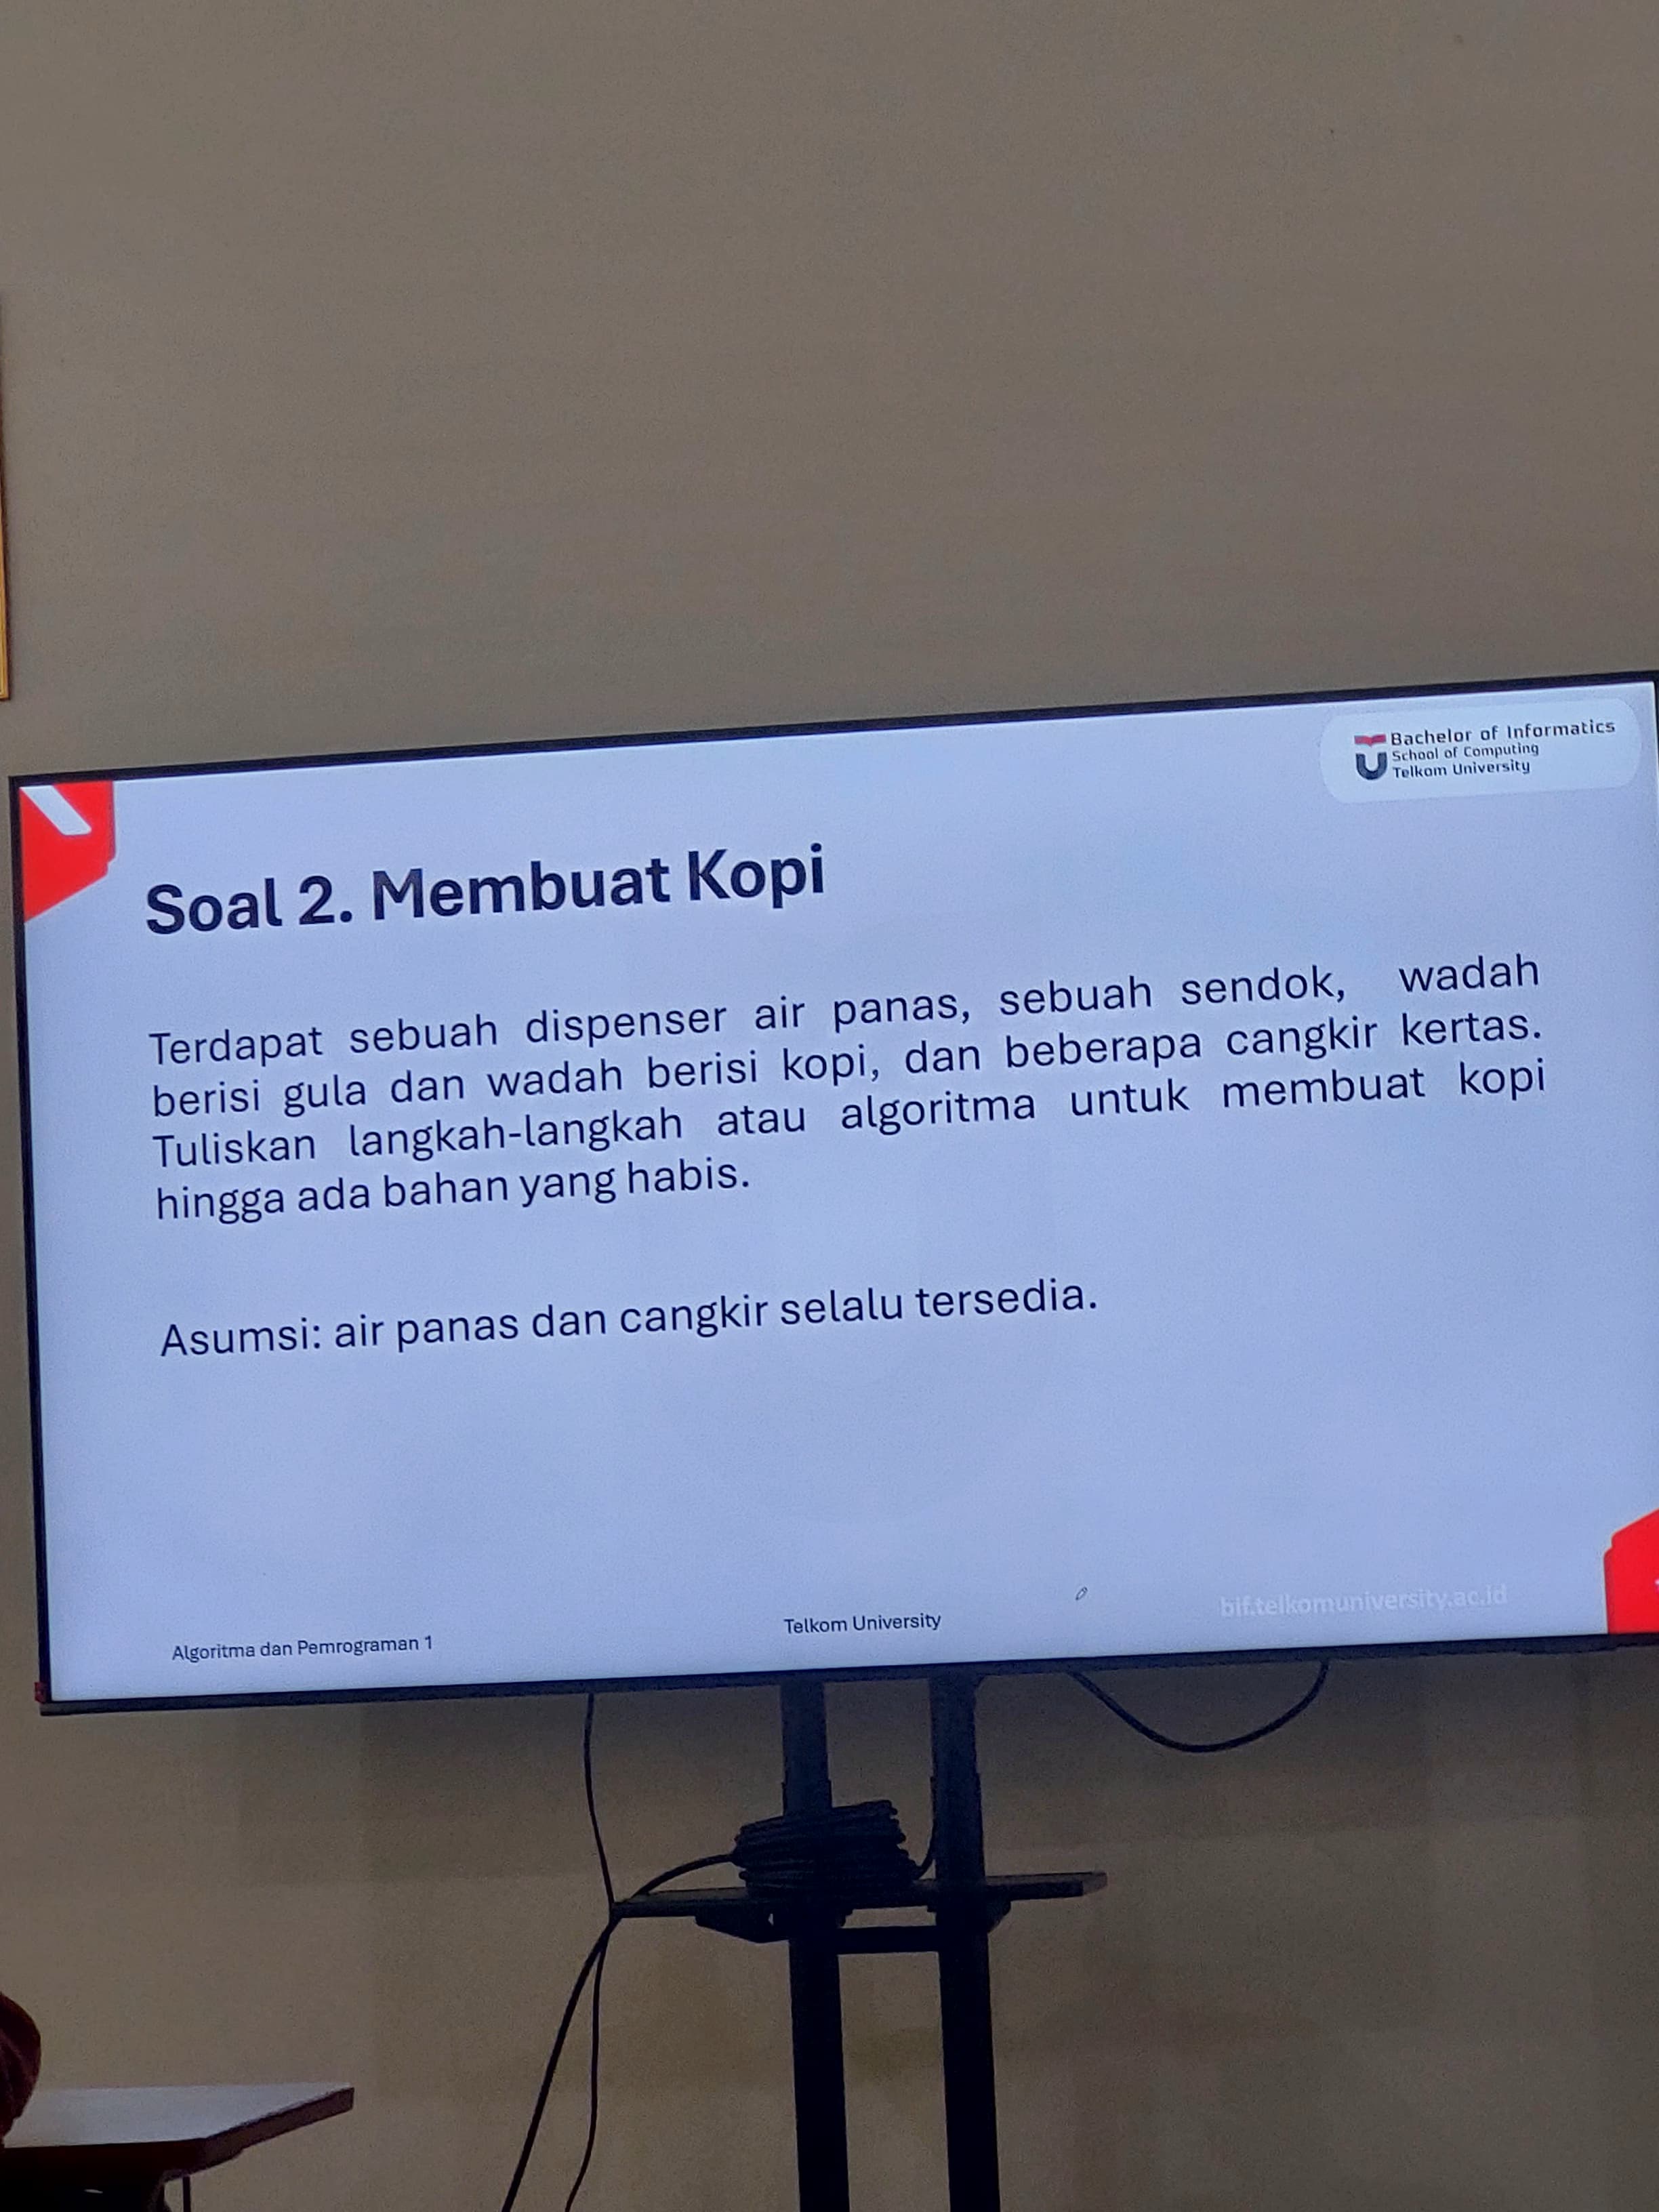 Bachelor of Informatics
School of Computing
Telkom University
Soal 2. Membuat Kopi
Terdapat sebuah dispenser air panas, sebuah sendok, wadah
berisi gula dan wadah berisi kopi, dan beberapa cangkir kertas.
Tuliskan langkah-langkah atau algoritma untuk membuat kopi
hingga ada bahan yang habis.
Asumsi: air panas dan cangkir selalu tersedia.
Algoritma dan Pemrograman 1
Telkom University
bif.telkomuniversity.ac.id